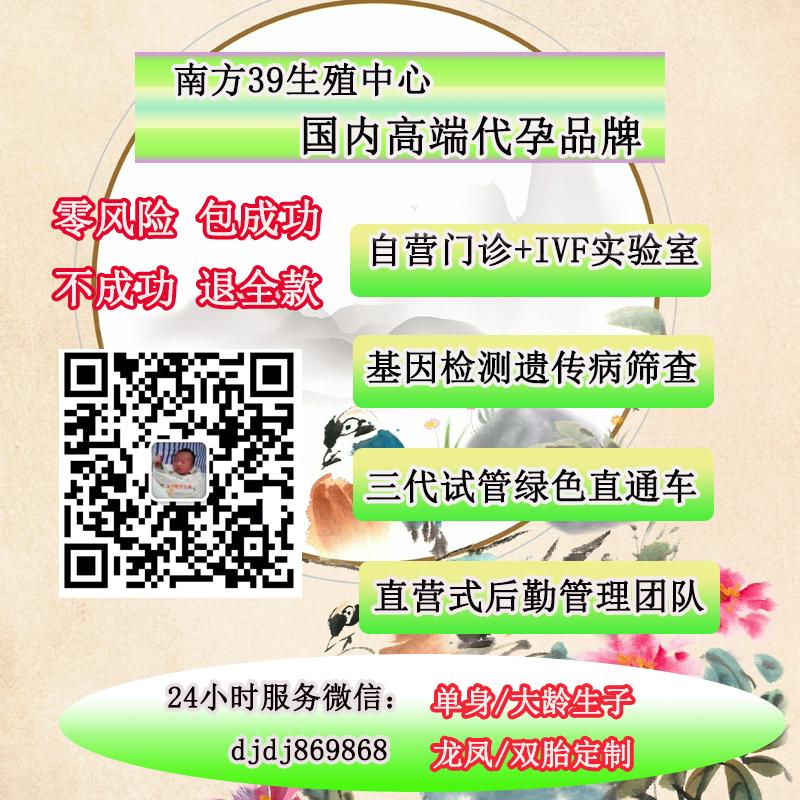 南方39生殖中心
国内高端代孕品牌
零风险 包成功
不成功 退全款
自营门诊+IVF实验室
基因检测遗传病筛查
三代试管绿色直通车
直营式后勤管理团队
24小时服务微信：
djdj869868
单身/大龄生子
龙凤/双胎定制